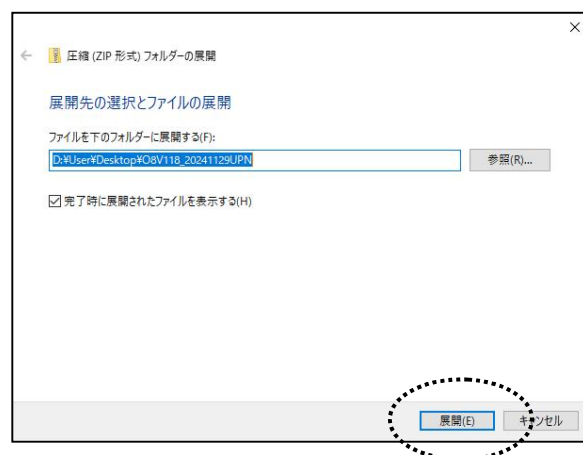 圧縮 (ZIP 形式) フォルダーの展開
展開先の選択とファイルの展開
ファイルを下のフォルダーに展開する(F):
D:¥User¥Desktop¥O8V118_20241129UPN
参照(R)...
完了時に展開されたファイルを表示する(H)
展開(E)
キャンセル